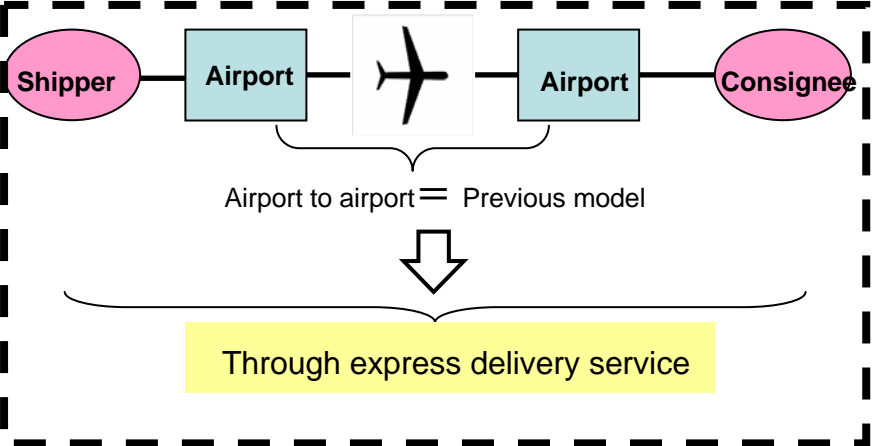 Shipper
Airport
Airport
Consignee
Airport to airport = Previous model
Through express delivery service